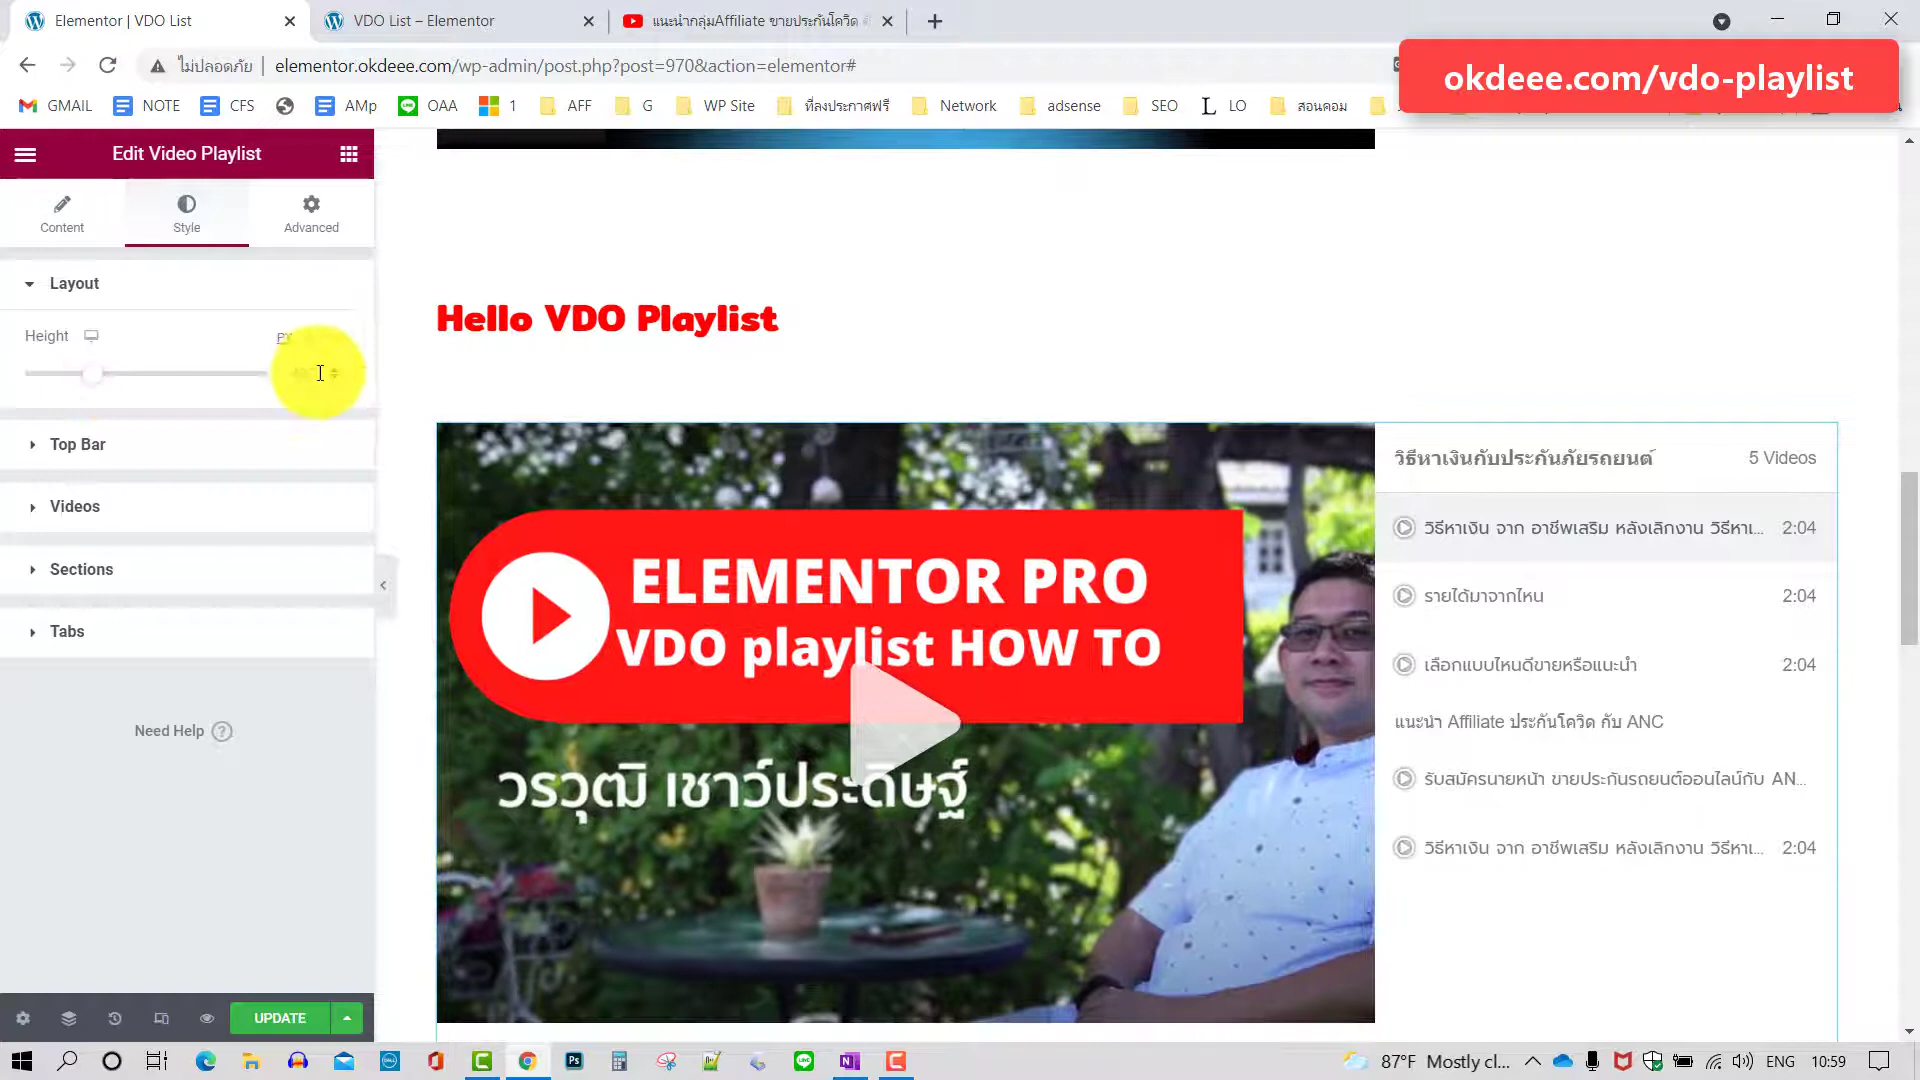 Elementor | VDO List
VDO List – Elementor
แนะนำกลุ่มAffiliate ขายประกันโควิด
ไม่ปลอดภัย
elementor.okdeee.com/wp-admin/post.php?post=970&action=elementor#
okdeee.com/vdo-playlist
GMAIL
NOTE
CFS
AMp
OAA
1
AFF
G
WP Site
ที่ลงประกาศฟรี
Network
adsense
SEO
LO
สอนคอม
Edit Video Playlist
Content
Style
Advanced
Layout
Height
PX
Top Bar
Videos
Sections
Tabs
Need Help
UPDATE
Hello VDO Playlist
ELEMENTOR PRO
VDO playlist HOW TO
วรวุฒิ เชาว์ประดิษฐ์
วิธีหาเงินกับประกันภัยรถยนต์ 5 Videos
วิธีหาเงิน จาก อาชีพเสริม หลังเลิกงาน วิธีหาเ... 2:04
รายได้มาจากไหน 2:04
เลือกแบบไหนดีขายหรือแนะนำ 2:04
แนะนำ Affiliate ประกันโควิด กับ ANC
รับสมัครนายหน้า ขายประกันรถยนต์ออนไลน์กับ AN...
วิธีหาเงิน จาก อาชีพเสริม หลังเลิกงาน วิธีหาเ... 2:04
87°F Mostly cl...
ENG
10:59